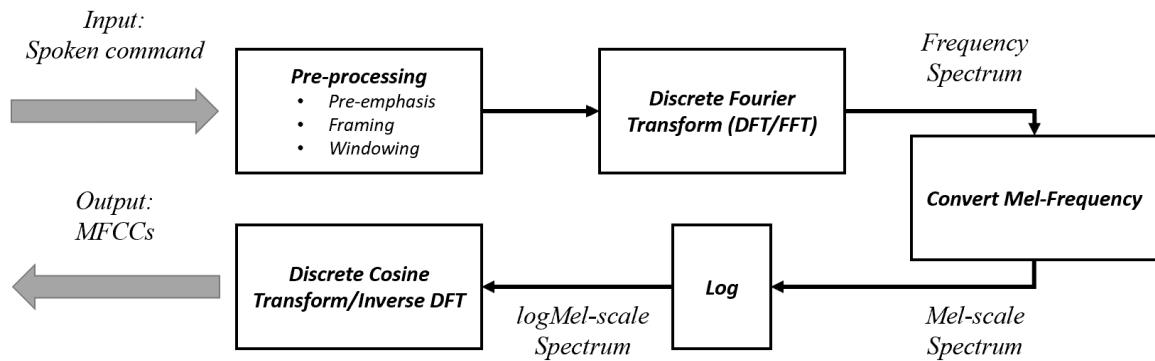 Input:
Spoken command
Pre-processing
• Pre-emphasis
• Framing
• Windowing
Discrete Fourier
Transform (DFT/FFT)
Frequency
Spectrum
Convert Mel-Frequency
Mel-scale
Spectrum
Log
logMel-scale
Spectrum
Discrete Cosine
Transform/Inverse DFT
Output:
MFCCs